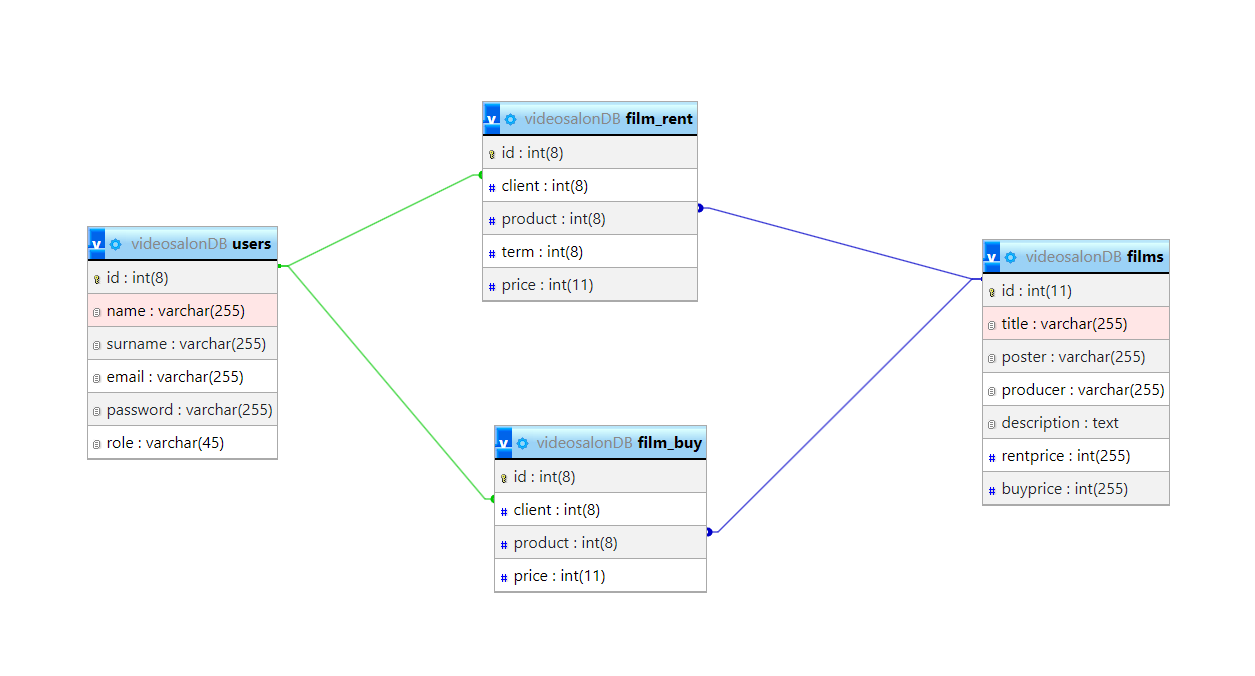 v videosalonDB users
id : int(8)
name : varchar(255)
surname : varchar(255)
email : varchar(255)
password : varchar(255)
role : varchar(45)
v videosalonDB film_rent
id : int(8)
# client : int(8)
# product : int(8)
# term : int(8)
# price : int(11)
v videosalonDB film_buy
id : int(8)
# client : int(8)
# product : int(8)
# price : int(11)
v videosalonDB films
id : int(11)
title : varchar(255)
poster : varchar(255)
producer : varchar(255)
description : text
# rentprice : int(255)
# buyprice : int(255)